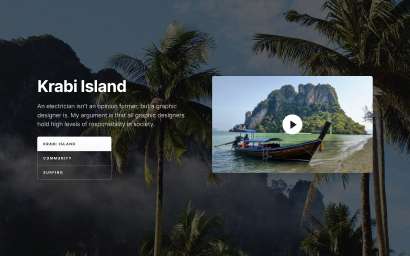 Krabi Island
An electrician isn't an opinion former, but a graphic
designer is. My argument is that all graphic designers
hold high levels of responsibility in society.
KRABI ISLAND
COMMUNITY
SURFING